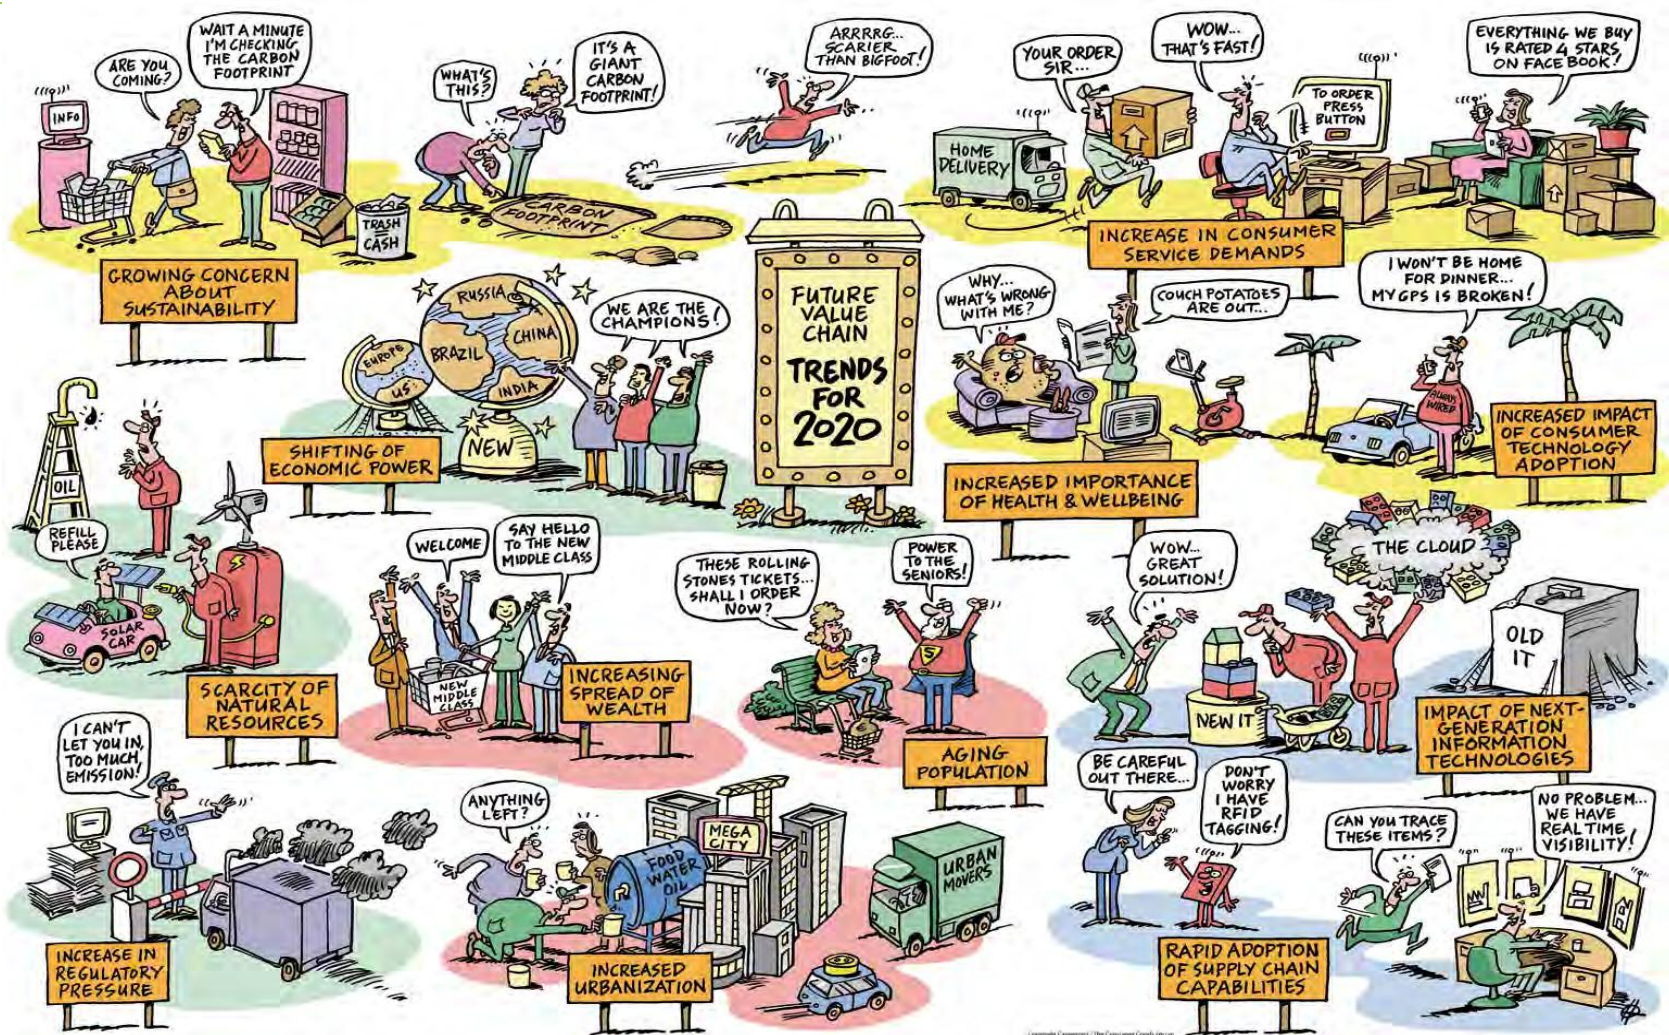 ARE YOU
COMING?
WAIT A MINUTE
I'M CHECKING
THE CARBON
FOOTPRINT
INFO
TRASH
=
CASH
GROWING CONCERN
ABOUT
SUSTAINABILITY
WHAT'S
THIS?
IT'S A
GIANT
CARBON
FOOTPRINT!
CARBON
FOOTPRINT
ARRRRG...
SCARIER
THAN BIGFOOT!
YOUR ORDER
SIR...
HOME
DELIVERY
WOW...
THAT'S FAST!
TO ORDER
PRESS
BUTTON
EVERYTHING WE BUY
IS RATED 4 STARS,
ON FACE BOOK!
INCREASE IN CONSUMER
SERVICE DEMANDS
EUROPE
US
RUSSIA
CHINA
BRAZIL
INDIA
NEW
WE ARE THE
CHAMPIONS!
SHIFTING OF
ECONOMIC POWER
FUTURE
VALUE
CHAIN
TRENDS
FOR
2020
WHY...
WHAT'S WRONG
WITH ME?
COUCH POTATOES
ARE OUT...
INCREASED IMPORTANCE
OF HEALTH & WELLBEING
I WON'T BE HOME
FOR DINNER...
MY GPS IS BROKEN!
ALWAYS
WIRED
INCREASED IMPACT
OF CONSUMER
TECHNOLOGY
ADOPTION
OIL
REFILL
PLEASE
SOLAR
CAR
SCARCITY OF
NATURAL
RESOURCES
WELCOME
SAY HELLO
TO THE NEW
MIDDLE CLASS
NEW
MIDDLE
CLASS
INCREASING
SPREAD OF
WEALTH
THESE ROLLING
STONES TICKETS...
SHALL I ORDER
NOW?
POWER
TO THE
SENIORS!
S
AGING
POPULATION
WOW...
GREAT
SOLUTION!
THE CLOUD
NEW IT
OLD
IT
IMPACT OF NEXT-
GENERATION
INFORMATION
TECHNOLOGIES
I CAN'T
LET YOU IN,
TOO MUCH
EMISSION!
INCREASE IN
REGULATORY
PRESSURE
ANYTHING
LEFT?
FOOD
WATER
OIL
MEGA
CITY
URBAN
MOVERS
INCREASED
URBANIZATION
BE CAREFUL
OUT THERE...
DON'T
WORRY
I HAVE
RFID
TAGGING!
RAPID ADOPTION
OF SUPPLY CHAIN
CAPABILITIES
CAN YOU TRACE
THESE ITEMS?
NO PROBLEM...
WE HAVE
REAL TIME
VISIBILITY!